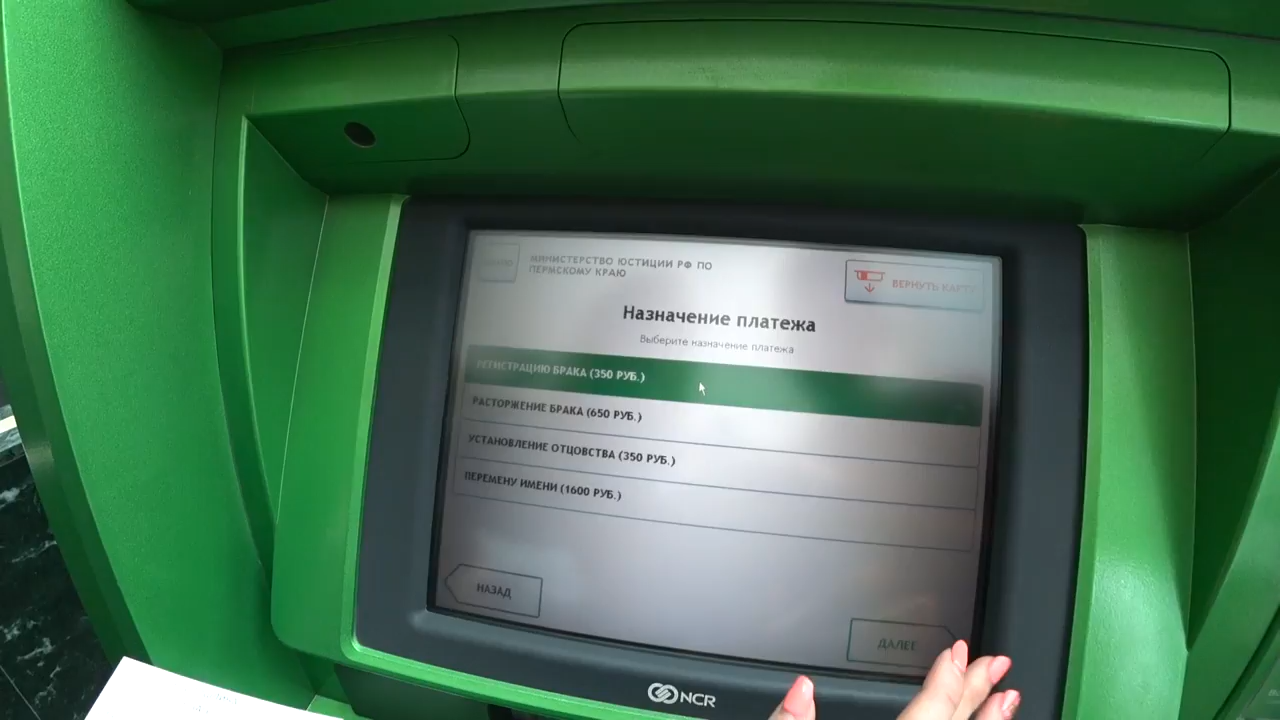 МИНИСТЕРСТВО ЮСТИЦИИ РФ ПО
ПЕРМСКОМУ КРАЮ
ВЕРНУТЬ КАРТУ
Назначение платежа
Выберите назначение платежа
РЕГИСТРАЦИЮ БРАКА (350 РУБ.)
РАСТОРЖЕНИЕ БРАКА (650 РУБ.)
УСТАНОВЛЕНИЕ ОТЦОВСТВА (350 РУБ.)
ПЕРЕМЕНУ ИМЕНИ (1600 РУБ.)
НАЗАД
ДАЛЕЕ
NCR